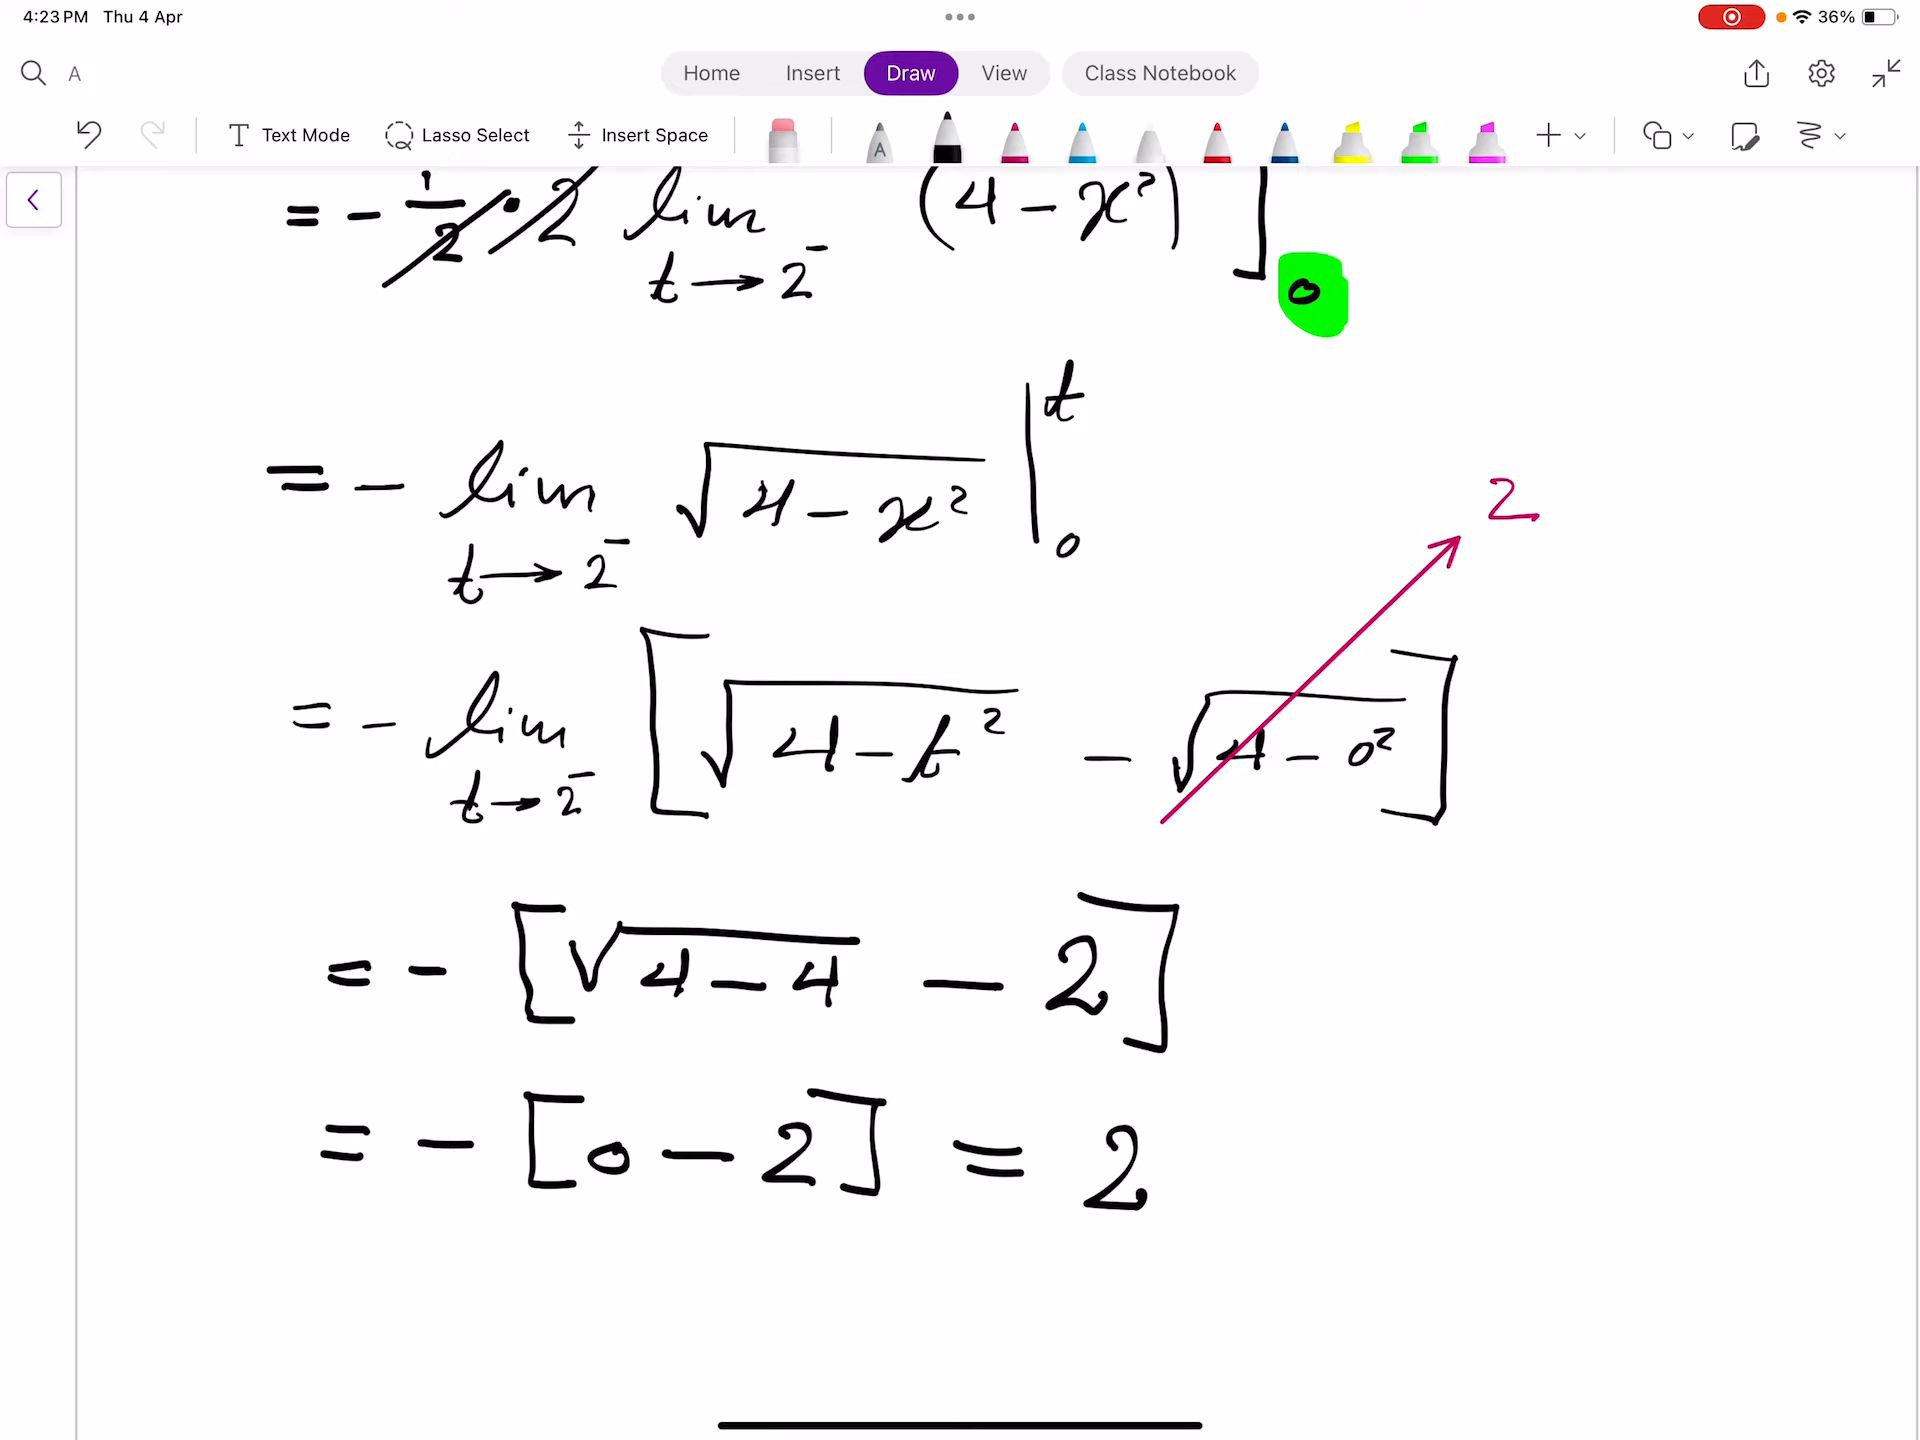 4:23 PM Thu 4 Apr 36%
A Home Insert Draw View Class Notebook
T Text Mode Lasso Select Insert Space A
= - 1/2 · 2 lim t→2⁻ (4 - x²) ]₀
= - lim t→2⁻ √(4 - x²) |₀ᵗ
2
= - lim t→2⁻ [√(4 - t²) - √(4 - 0²)]
= - [√(4 - 4) - 2]
= - [0 - 2] = 2